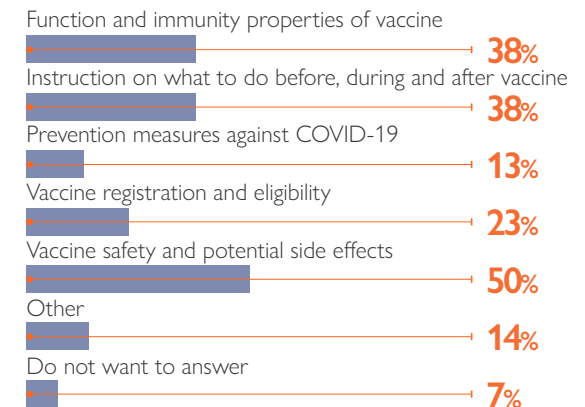 Function and immunity properties of vaccine
38%
Instruction on what to do before, during and after vaccine
38%
Prevention measures against COVID-19
13%
Vaccine registration and eligibility
23%
Vaccine safety and potential side effects
50%
Other
14%
Do not want to answer
7%